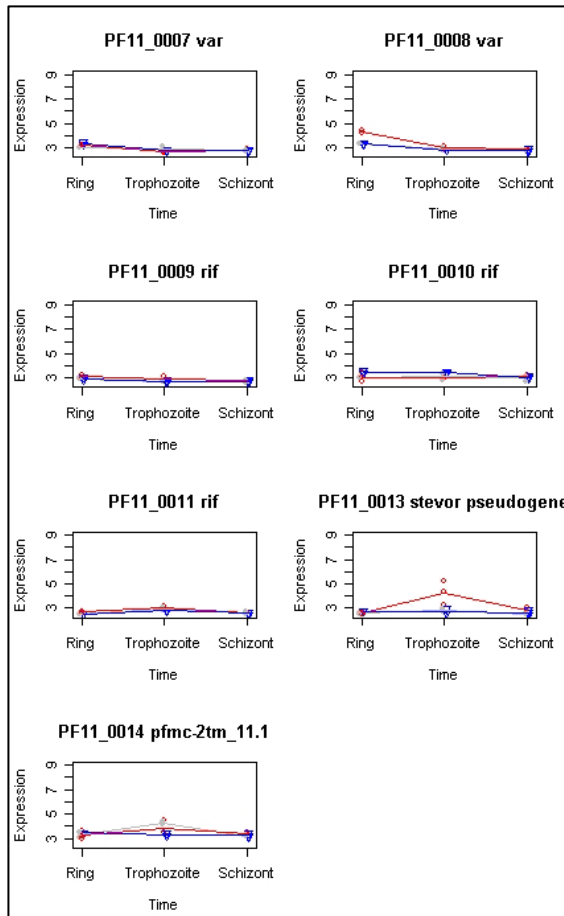 PF11_0007 var
PF11_0008 var
Expression
3 5 7 9
Ring Trophozoite Schizont
Time
Expression
3 5 7 9
Ring Trophozoite Schizont
Time
PF11_0009 rif
PF11_0010 rif
Expression
3 5 7 9
Ring Trophozoite Schizont
Time
Expression
3 5 7 9
Ring Trophozoite Schizont
Time
PF11_0011 rif
PF11_0013 stevor pseudogene
Expression
3 5 7 9
Ring Trophozoite Schizont
Time
Expression
3 5 7 9
Ring Trophozoite Schizont
Time
PF11_0014 pfmc-2tm_11.1
Expression
3 5 7 9
Ring Trophozoite Schizont
Time